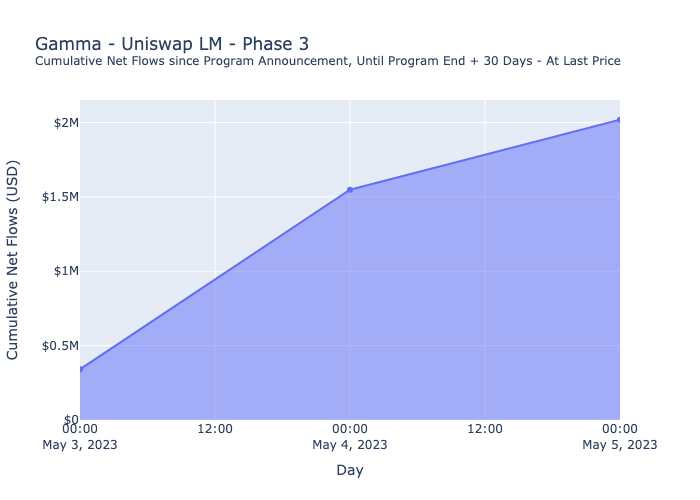 Gamma - Uniswap LM - Phase 3
Cumulative Net Flows since Program Announcement, Until Program End + 30 Days - At Last Price
Cumulative Net Flows (USD)
$2M
$1.5M
$1M
$0.5M
$0
00:00 12:00 00:00 12:00 00:00
May 3, 2023 May 4, 2023 May 5, 2023
Day